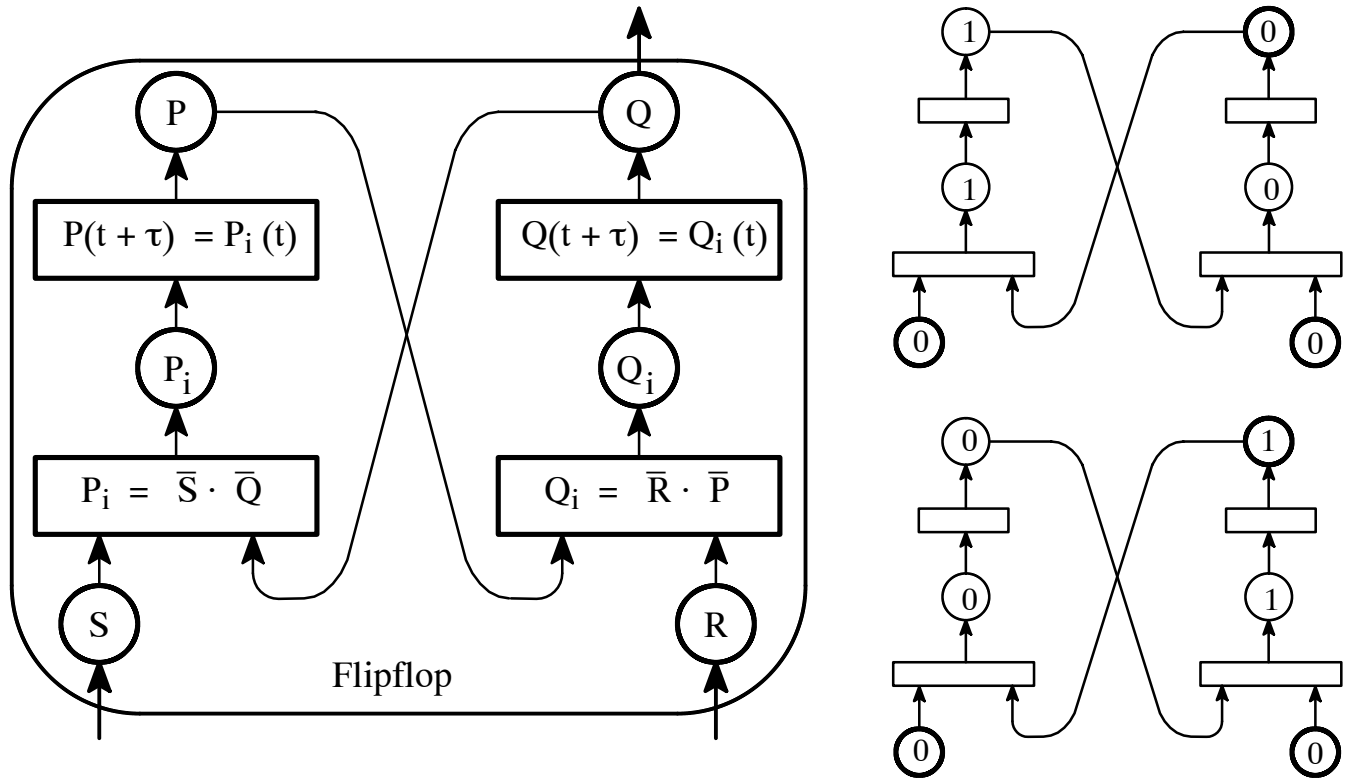 P
Q
P(t + τ) = Pᵢ (t)
Q(t + τ) = Qᵢ (t)
Pᵢ
Qᵢ
Pᵢ = S̅ · Q̅
Qᵢ = R̅ · P̅
S
R
Flipflop
1
0
1
0
0
0
0
1
0
1
0
0